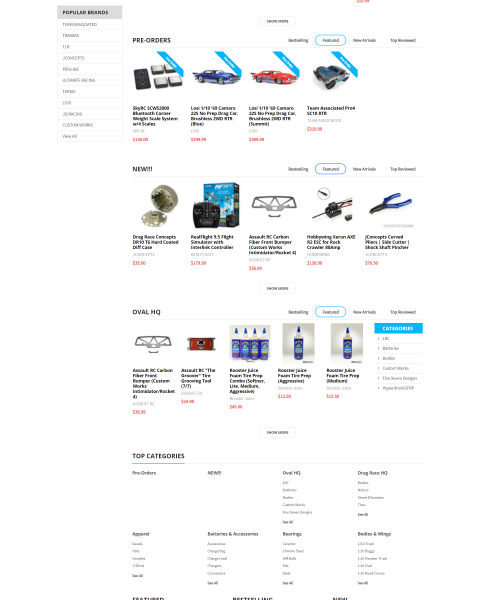 POPULAR BRANDS
TEAM ASSOCIATED
TRAXXAS
TLR
JCONCEPTS
PROLINE
ULTIMATE RACING
TEKNO
LOSI
JQ RACING
CUSTOM WORKS
View All
SHOW MORE
PRE-ORDERS
Bestselling
Featured
New Arrivals
Top Reviewed
SkyRC SCWS2000
Bluetooth Corner
Weight Scale System
w/4 Scales
SKY RC
Losi 1/10 '69 Camaro
22S No Prep Drag Car,
Brushless 2WD RTR
(Blue)
LOSI
$399.99
Losi 1/10 '69 Camaro
22S No Prep Drag Car,
Brushless 2WD RTR
(Summit)
LOSI
$399.99
Team Associated Pro4
SC10 RTR
TEAM ASSOCIATED
$319.99
NEW!!!
Bestselling
Featured
New Arrivals
Top Reviewed
Drag Race Concepts
DR10 T6 Hard Coated
Diff Case
JCONCEPTS
$35.00
RealFlight 9.5 Flight
Simulator with
Interlink Controller
REALFLIGHT
$179.99
Assault RC Carbon
Fiber Front Bumper
(Custom Works
Intimidator/Rocket 4)
ASSAULT RC
$36.99
Hobbywing Xerun AXE
R2 ESC for Rock
Crawler 80Amp
HOBBYWING
$139.99
JConcepts Curved
Pliers | Side Cutter |
Shock Shaft Pincher
JCONCEPTS
$76.50
SHOW MORE
OVAL HQ
Bestselling
Featured
New Arrivals
Top Reviewed
Assault RC Carbon
Fiber Front
Bumper (Custom
Works
Intimidator/Rocket
4)
ASSAULT RC
$36.99
Assault RC "The
Groover" Tire
Grooving Tool
(7/7)
ASSAULT RC
$24.99
Rooster Juice
Foam Tire Prep
Combo (Softner,
Lite, Medium,
Aggressive)
Rooster Juice
$45.00
Rooster Juice
Foam Tire Prep
(Aggressive)
Rooster Juice
$12.50
Rooster Juice
Foam Tire Prep
(Medium)
Rooster Juice
$12.50
CATEGORIES
Batteries
Bodies
Custom Works
Five Seven Designs
SHOW MORE
TOP CATEGORIES
Pre-Orders
NEW!!!
Oval HQ
Batteries
Bodies
Custom Works
Five Seven Designs
See All
Drag Race HQ
Bodies
Motors
Street Eliminator
Tires
See All
Apparel
Decals
Hats
Hoodies
T-Shirts
See All
Batteries & Accessories
Accessories
Charge Bag
Charge Lead
Chargers
Connectors
See All
Bearings
Ceramic
Chrome Steel
Diff Balls
Kits
Steel
See All
Bodies & Wings
1:10 Truck
1:10 Buggy
1:10 Monster Truck
1:10 Oval
1:10 Road Course
See All
FEATURED
BESTSELLING
NEW